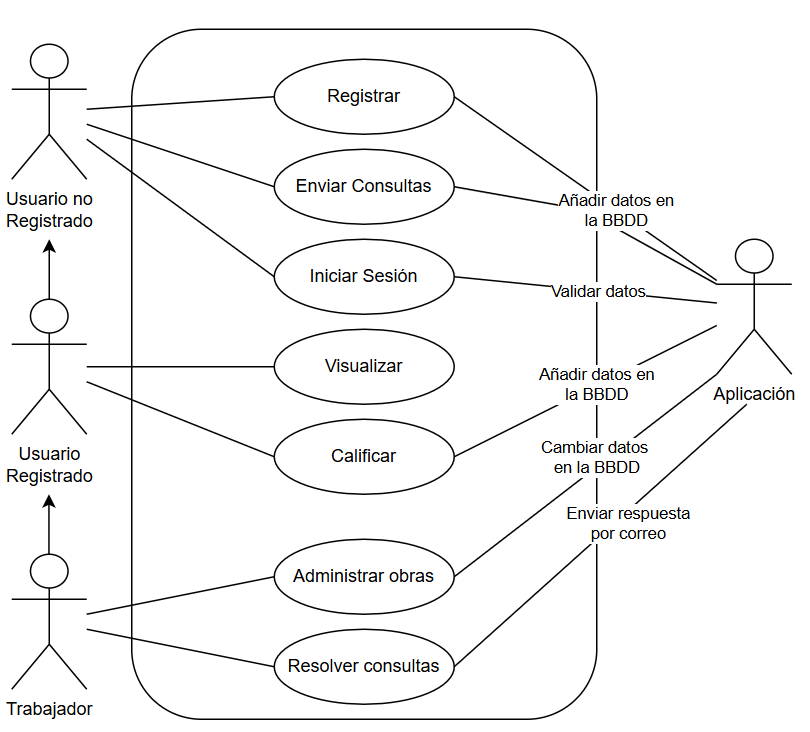 Registrar
Usuario no
Registrado
Enviar Consultas
Añadir datos en
la BBDD
Iniciar Sesión
Validar datos
Visualizar
Añadir datos en
la BBDD
Aplicación
Usuario
Registrado
Calificar
Cambiar datos
en la BBDD
Enviar respuesta
por correo
Administrar obras
Resolver consultas
Trabajador